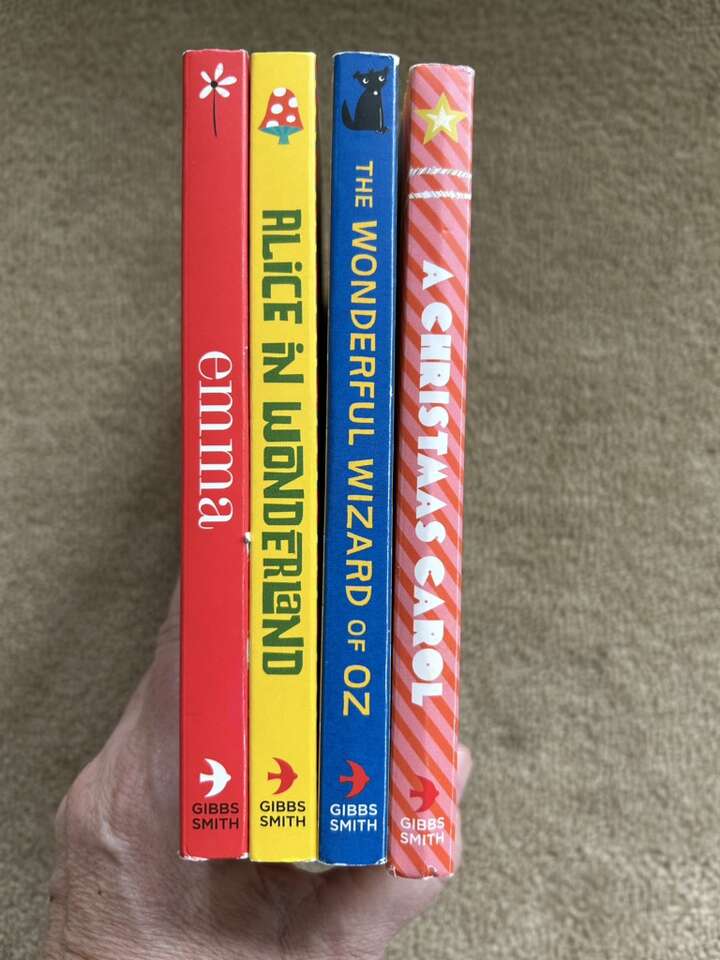 emma
GIBBS
SMITH
ALiCE iN WONDERLaND
GIBBS
SMITH
THE WONDERFUL WIZARD OF OZ
GIBBS
SMITH
A CHRISTMAS CAROL
GIBBS
SMITH